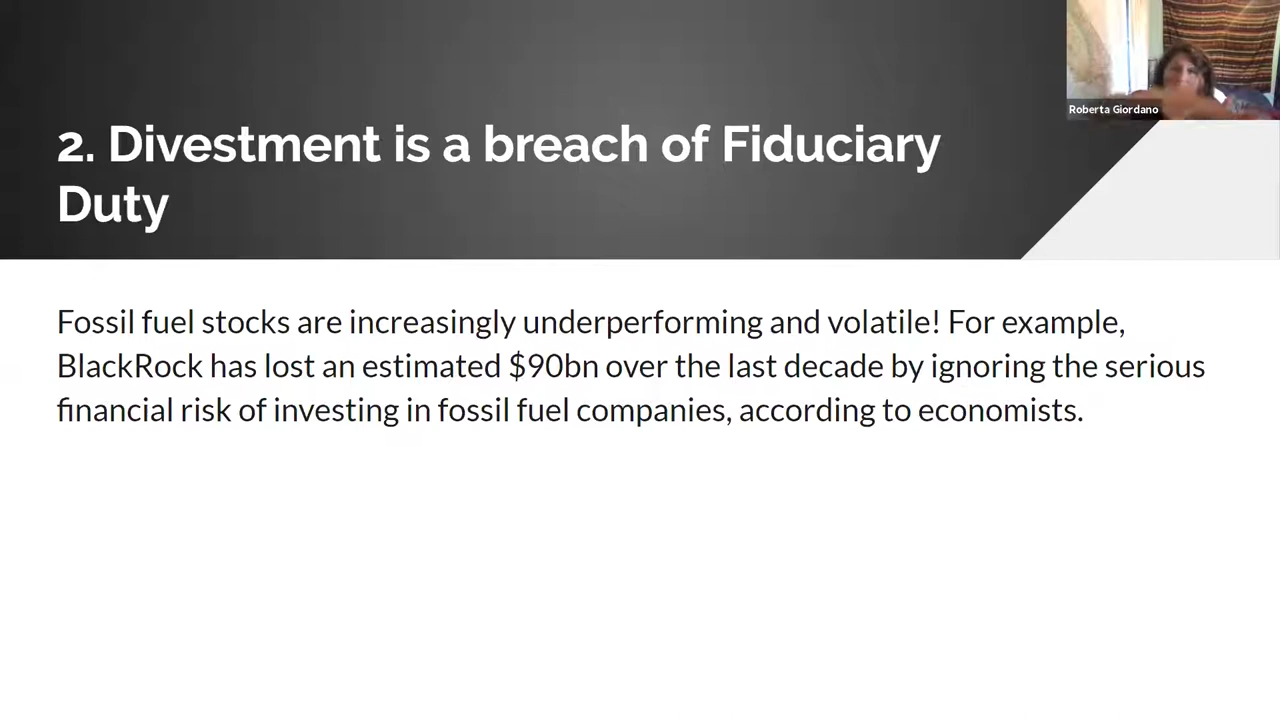 Roberta Giordano
2. Divestment is a breach of Fiduciary
Duty
Fossil fuel stocks are increasingly underperforming and volatile! For example,
BlackRock has lost an estimated $90bn over the last decade by ignoring the serious
financial risk of investing in fossil fuel companies, according to economists.